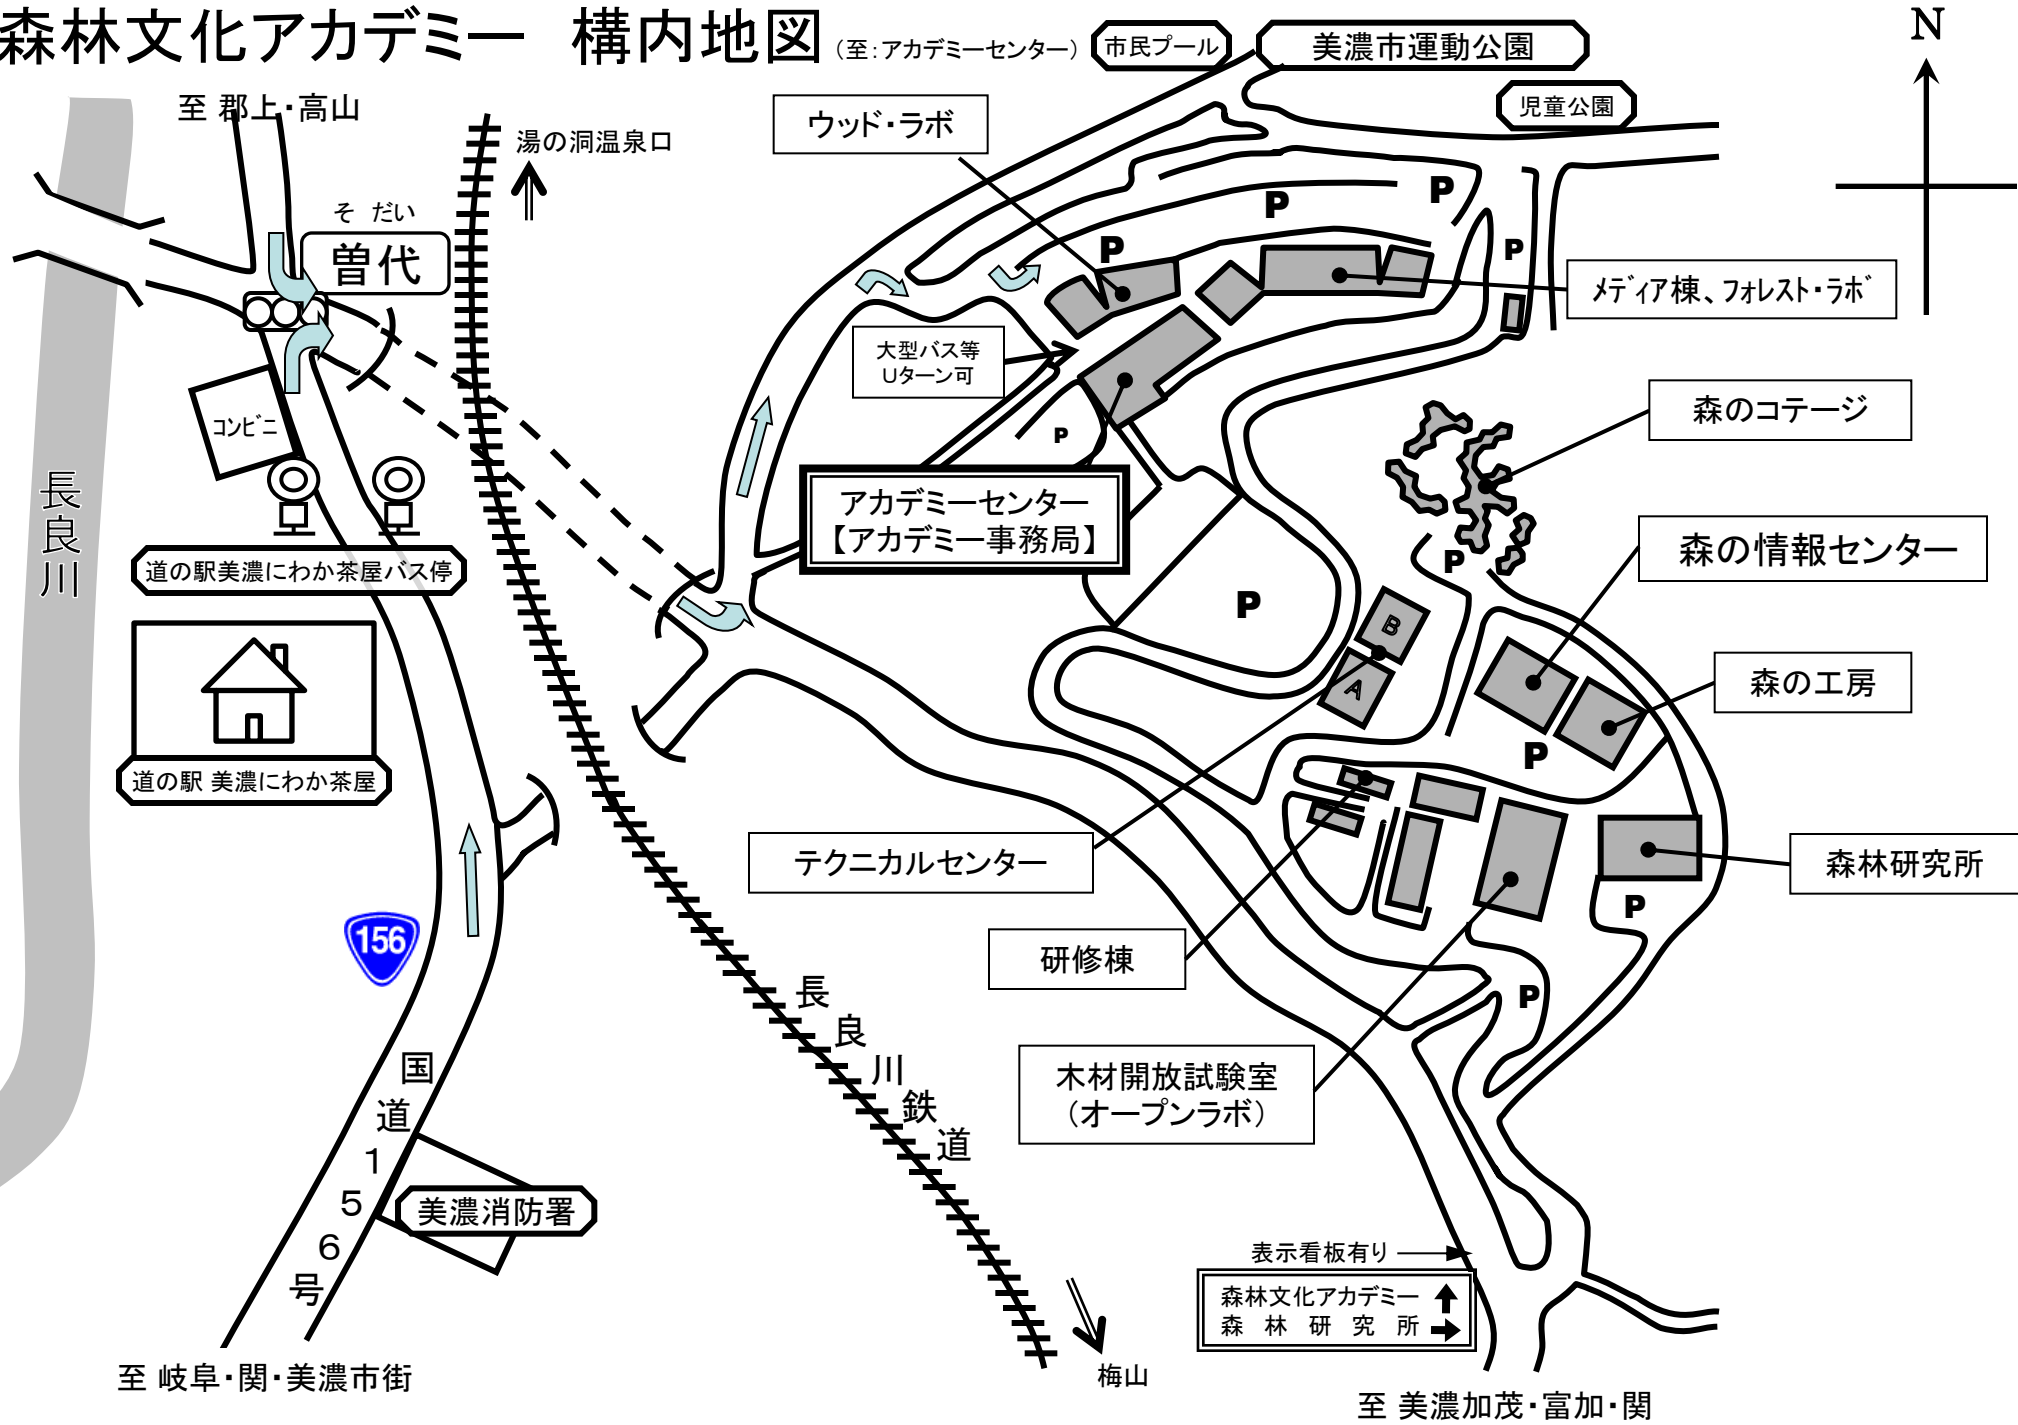 森林文化アカデミー 構内地図 (至:アカデミーセンター)
市民プール
美濃市運動公園
N
児童公園
至 郡上・高山
湯の洞温泉口
ウッド・ラボ
P
P
P
P
そ だい
曽代
メディア棟、フォレスト・ラボ
大型バス等
Uターン可
コンビニ
P
森のコテージ
長良川
アカデミーセンター
【アカデミー事務局】
森の情報センター
P
道の駅美濃にわか茶屋バス停
P
B
A
森の工房
P
道の駅 美濃にわか茶屋
テクニカルセンター
森林研究所
P
156
研修棟
P
長良川鉄道
国道156号
木材開放試験室
(オープンラボ)
美濃消防署
表示看板有り
森林文化アカデミー
森 林 研 究 所
梅山
至 岐阜・関・美濃市街
至 美濃加茂・富加・関